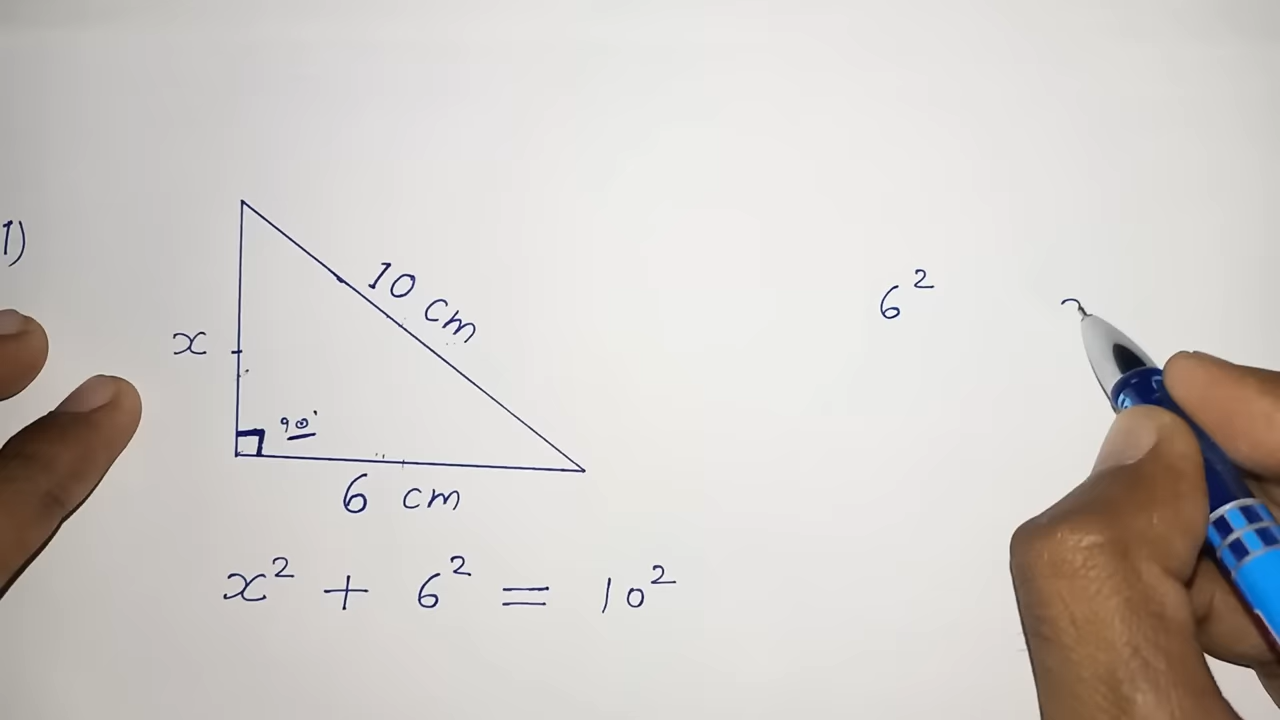 1)
10 cm
6²
x
90°
6 cm
x² + 6² = 10²